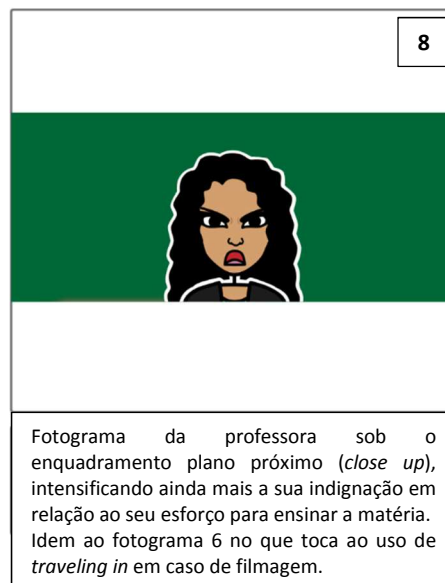 8
Fotograma da professora sob o
enquadramento plano próximo (close up),
intensificando ainda mais a sua indignação em
relação ao seu esforço para ensinar a matéria.
Idem ao fotograma 6 no que toca ao uso de
traveling in em caso de filmagem.